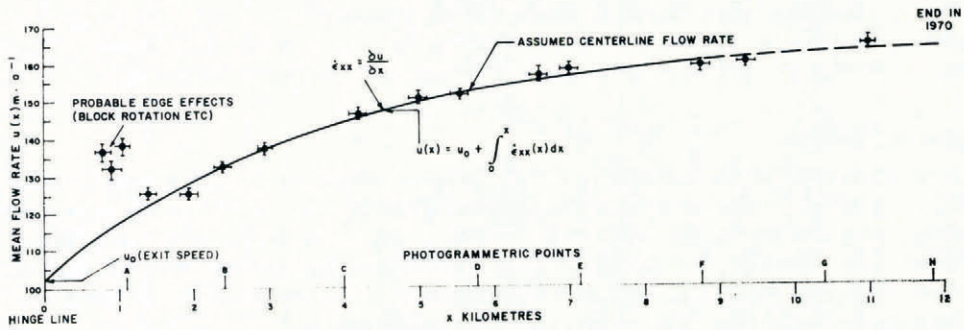 END IN
1970
170
160
150
140
130
120
110
100
MEAN FLOW RATE u(x) m·a⁻¹
PROBABLE EDGE EFFECTS
(BLOCK ROTATION ETC)
ε̇xx = ∂u/∂x
ASSUMED CENTERLINE FLOW RATE
u(x) = u₀ + ∫₀ˣ ε̇xx(x)dx
u₀ (EXIT SPEED)
PHOTOGRAMMETRIC POINTS
A B C D E F G H
1 2 3 4 5 6 7 8 9 10 11 12
HINGE LINE
x KILOMETRES